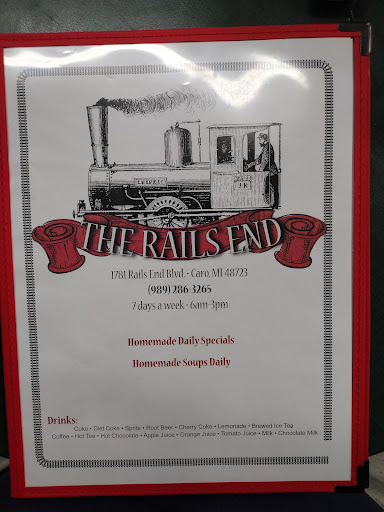 THE RAILS END
1781 Rails End Blvd. • Caro, MI 48723
(989) 286-3265
7 days a week • 6am-3pm
Homemade Daily Specials
Homemade Soups Daily
Drinks:
Coke • Diet Coke • Sprite • Root Beer • Cherry Coke • Lemonade • Brewed Ice Tea
Coffee • Hot Tea • Hot Chocolate • Apple Juice • Orange Juice • Tomato Juice • Milk • Chocolate Milk